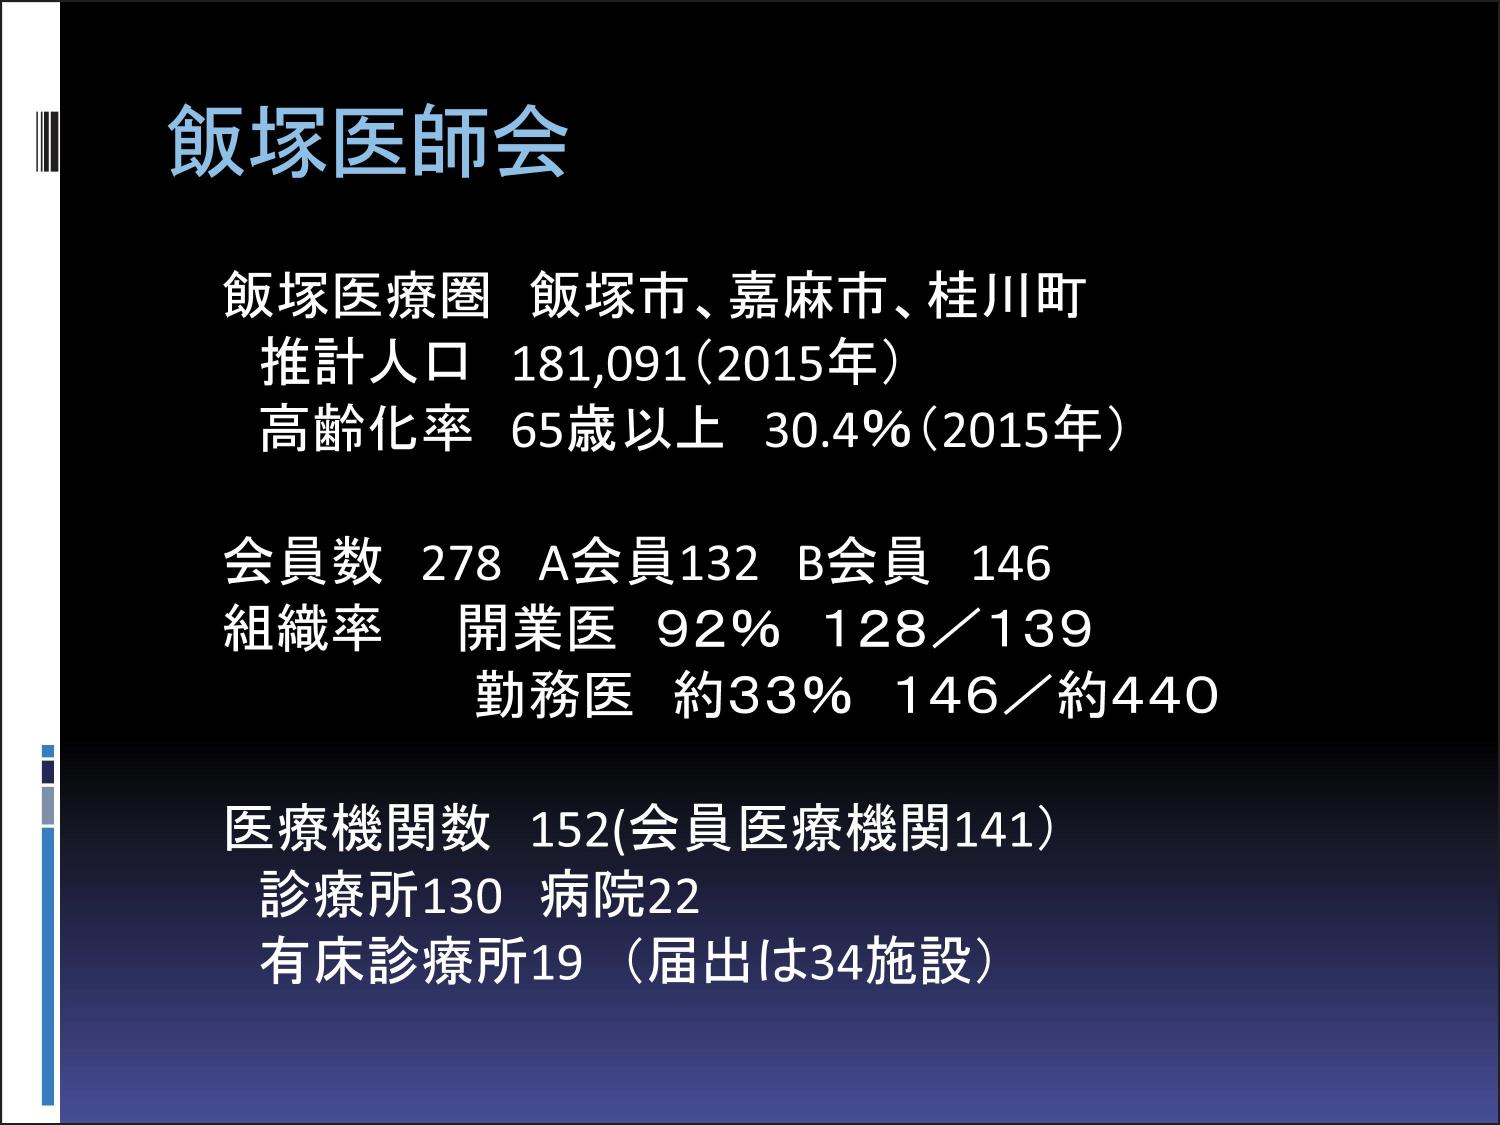 飯塚医師会
飯塚医療圏　飯塚市、嘉麻市、桂川町
推計人口　181,091（2015年）
高齢化率　65歳以上　30.4%（2015年）
会員数　278　A会員132　B会員　146
組織率　　開業医　９２％　１２８／１３９
勤務医　約３３％　１４６／約４４０
医療機関数　152(会員医療機関141）
診療所130　病院22
有床診療所19　（届出は34施設）